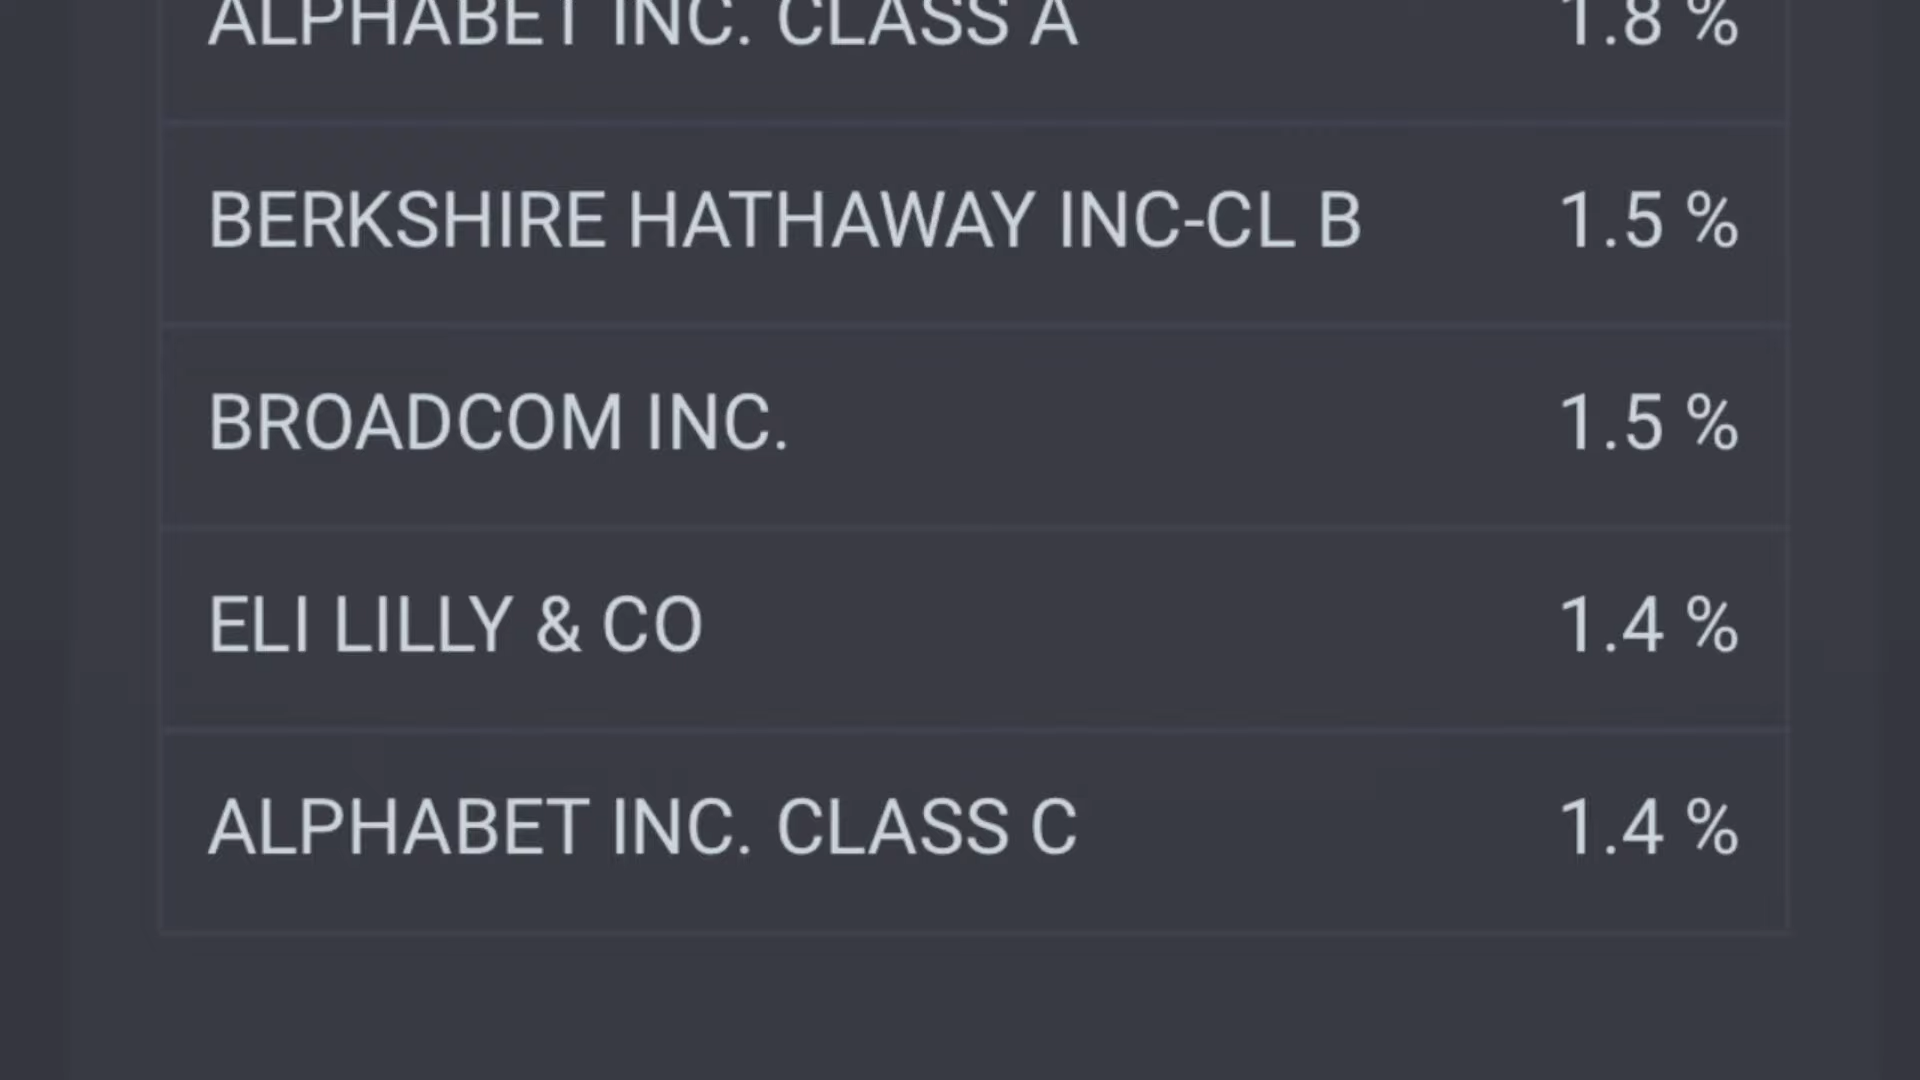 ALPHABET INC. CLASS A 1.8 %
BERKSHIRE HATHAWAY INC-CL B 1.5 %
BROADCOM INC. 1.5 %
ELI LILLY & CO 1.4 %
ALPHABET INC. CLASS C 1.4 %